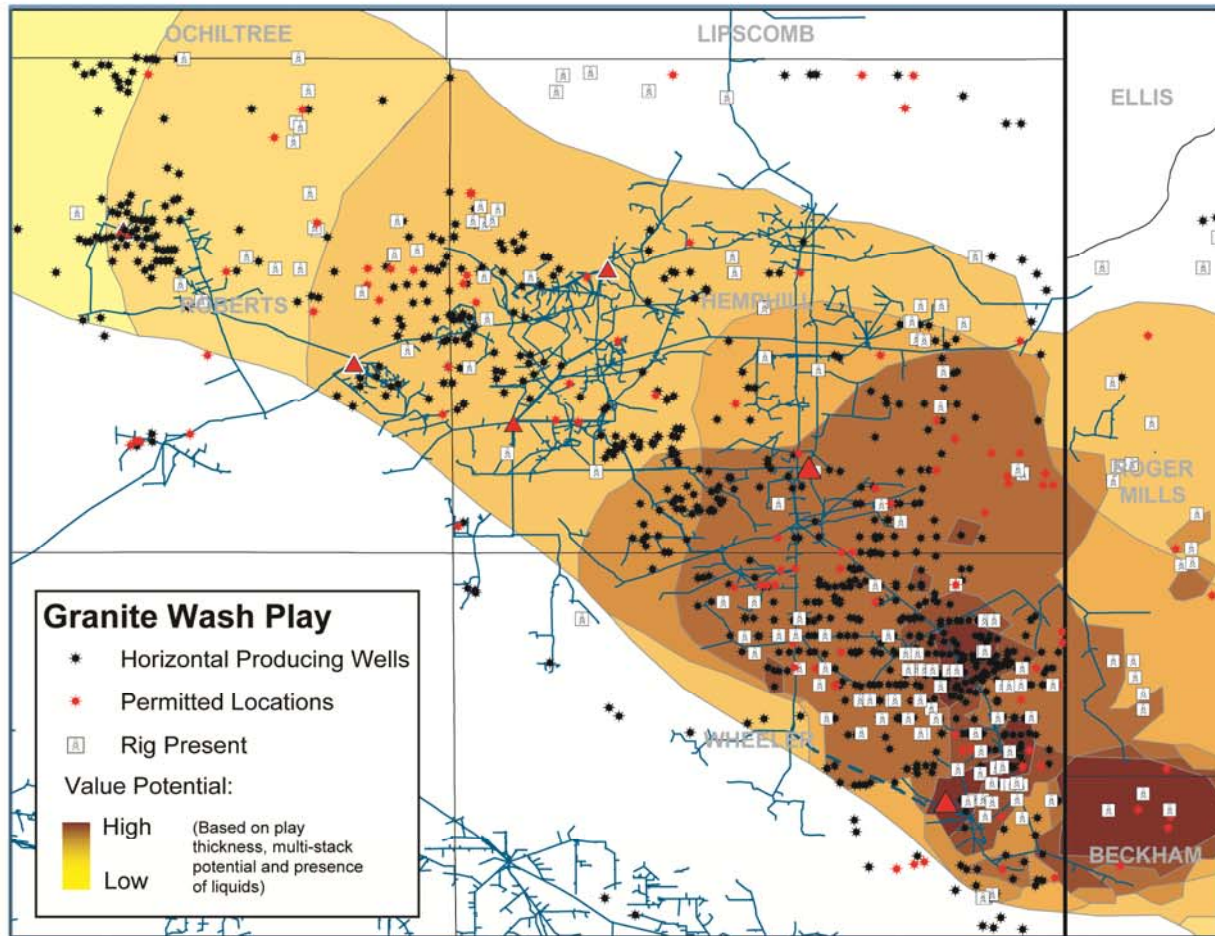 OCHILTREE
LIPSCOMB
ELLIS
ROBERTS
HEMPHILL
ROGER
MILLS
WHEELER
BECKHAM
Granite Wash Play
Horizontal Producing Wells
Permitted Locations
Rig Present
Value Potential:
High
Low
(Based on play
thickness, multi-stack
potential and presence
of liquids)